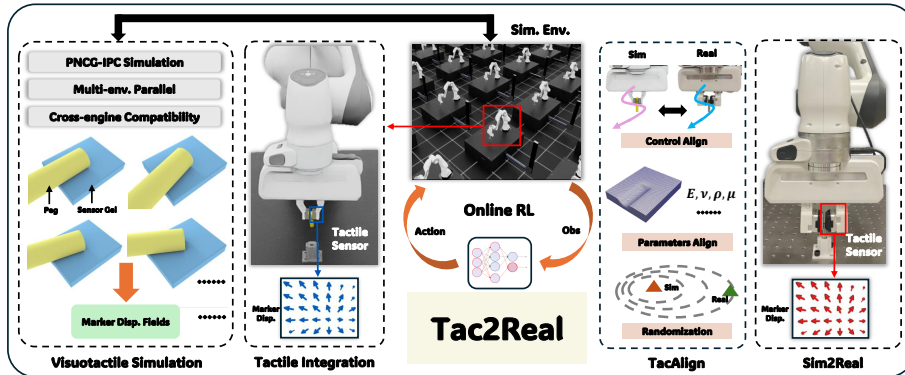 PNCG-IPC Simulation
Multi-env. Parallel
Cross-engine Compatibility
Peg
Sensor Gel
......
Marker Disp. Fields
......
Visuotactile Simulation
Tactile
Sensor
Marker
Disp.
Tactile Integration
Sim. Env.
Online RL
Action
Obs
Tac2Real
Sim
Real
Control Align
E, ν, ρ, μ
......
Parameters Align
Sim
Real
Randomization
TacAlign
Tactile
Sensor
Marker
Disp.
Sim2Real